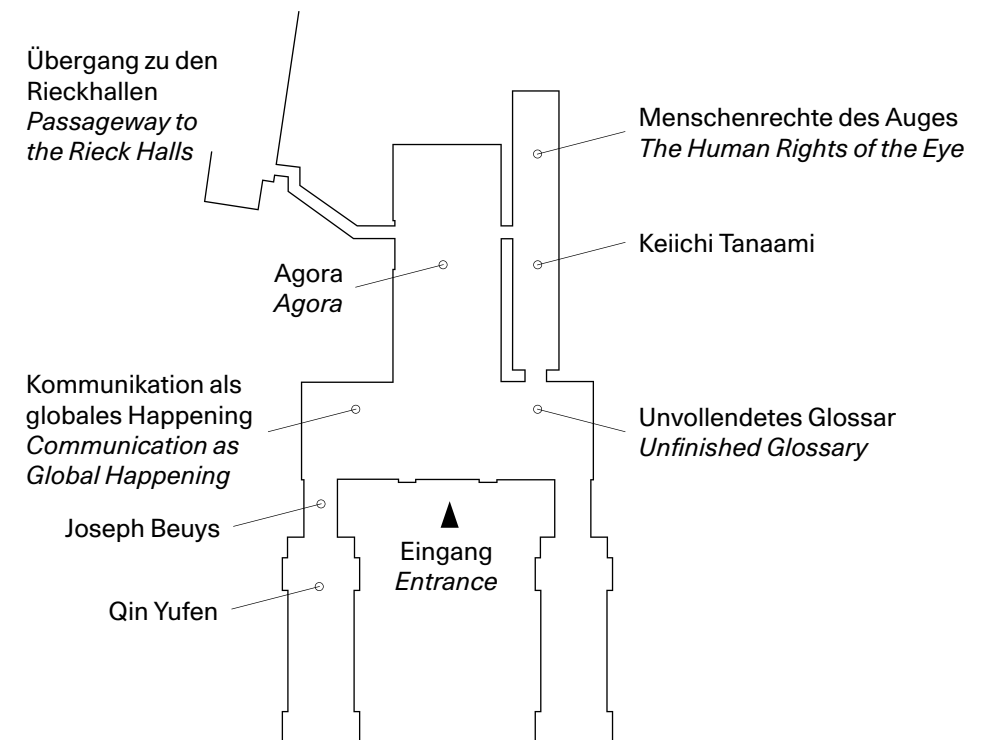 Übergang zu den
Rieckhallen
Passageway to
the Rieck Halls
Menschenrechte des Auges
The Human Rights of the Eye
Keiichi Tanaami
Agora
Agora
Kommunikation als
globales Happening
Communication as
Global Happening
Unvollendetes Glossar
Unfinished Glossary
Joseph Beuys
Eingang
Entrance
Qin Yufen